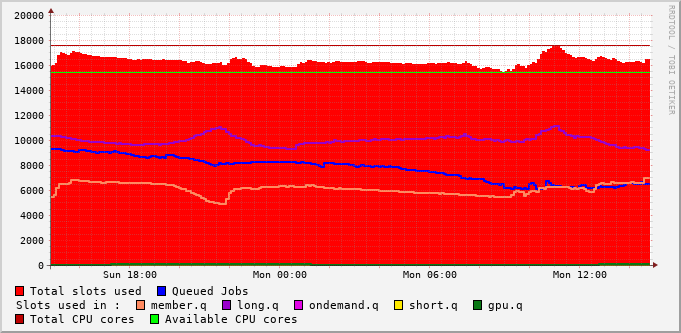 20000
18000
16000
14000
12000
10000
8000
6000
4000
2000
0
Sun 18:00 Mon 00:00 Mon 06:00 Mon 12:00
RRDTOOL / TOBI OETIKER
Total slots used Queued Jobs
Slots used in : member.q long.q ondemand.q short.q gpu.q
Total CPU cores Available CPU cores